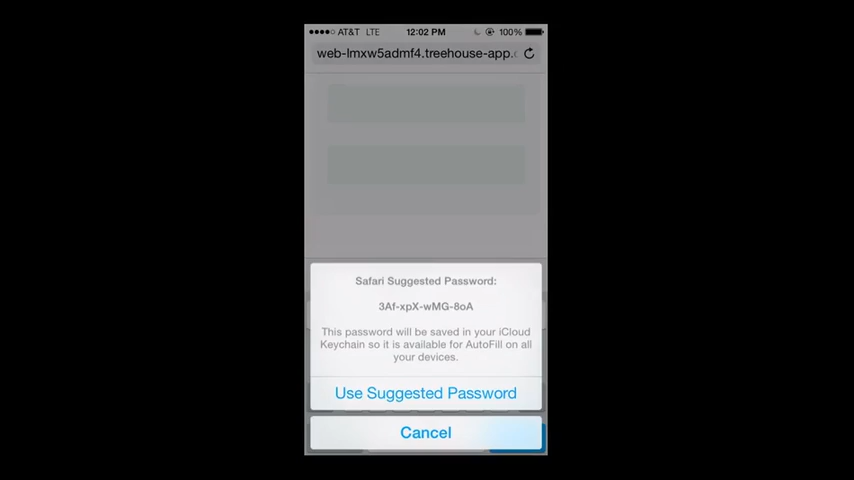 AT&T LTE 12:02 PM 100%
web-lmxw5admf4.treehouse-app.c
Safari Suggested Password:
3Af-xpX-wMG-8oA
This password will be saved in your iCloud
Keychain so it is available for AutoFill on all
your devices.
Use Suggested Password
Cancel